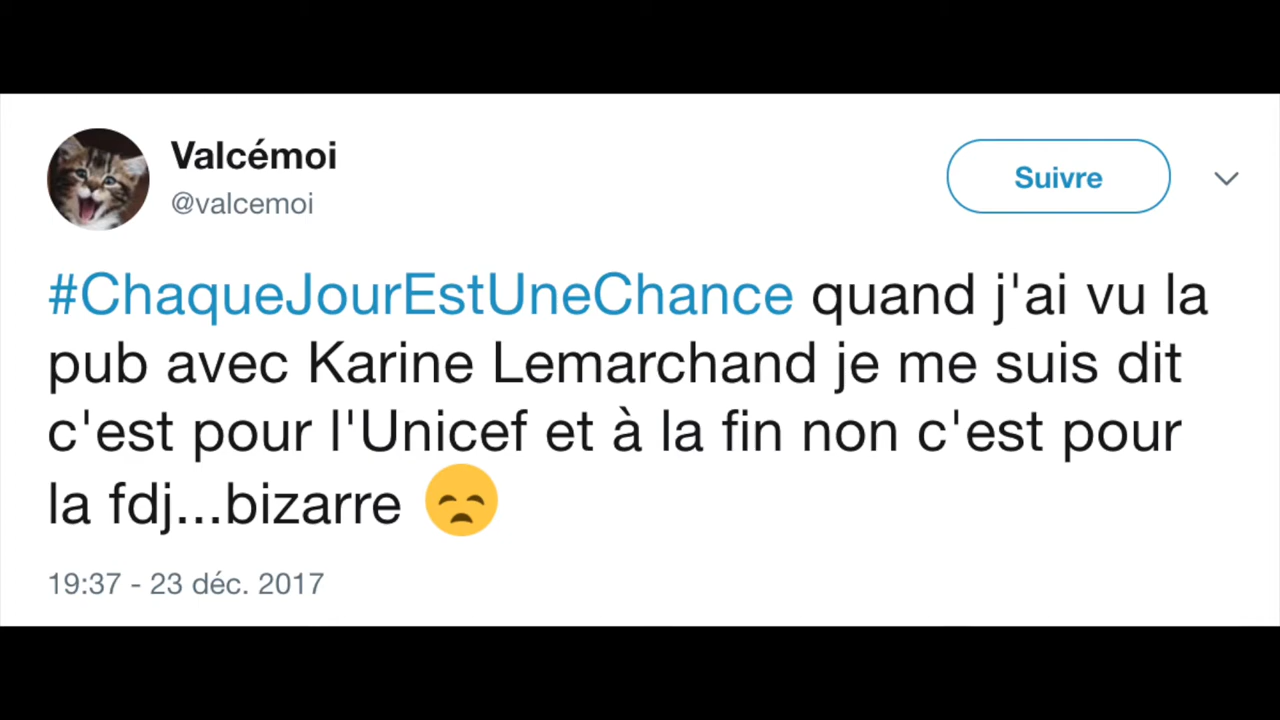 Valcémoi
@valcemoi
Suivre
#ChaqueJourEstUneChance quand j'ai vu la
pub avec Karine Lemarchand je me suis dit
c'est pour l'Unicef et à la fin non c'est pour
la fdj...bizarre 😞
19:37 - 23 déc. 2017